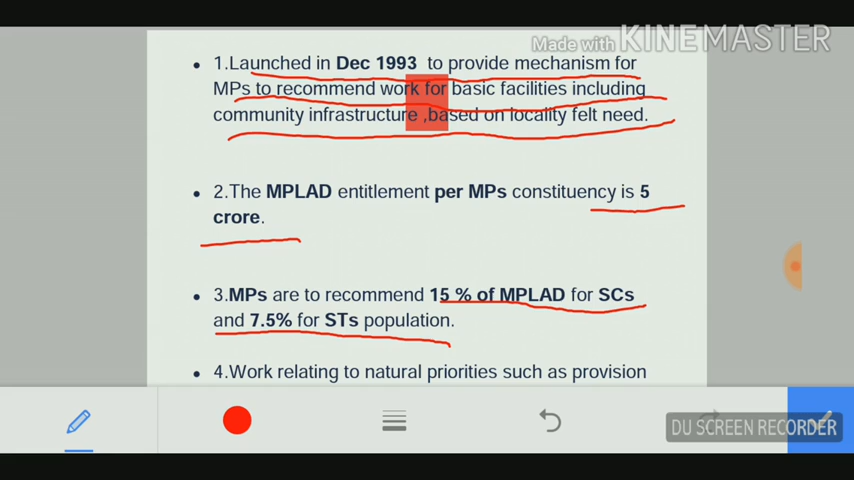 Made with KINEMASTER
1.Launched in Dec 1993 to provide mechanism for
MPs to recommend work for basic facilities including
community infrastructure ,based on locality felt need.
2.The MPLAD entitlement per MPs constituency is 5
crore.
3.MPs are to recommend 15 % of MPLAD for SCs
and 7.5% for STs population.
4.Work relating to natural priorities such as provision
DU SCREEN RECORDER